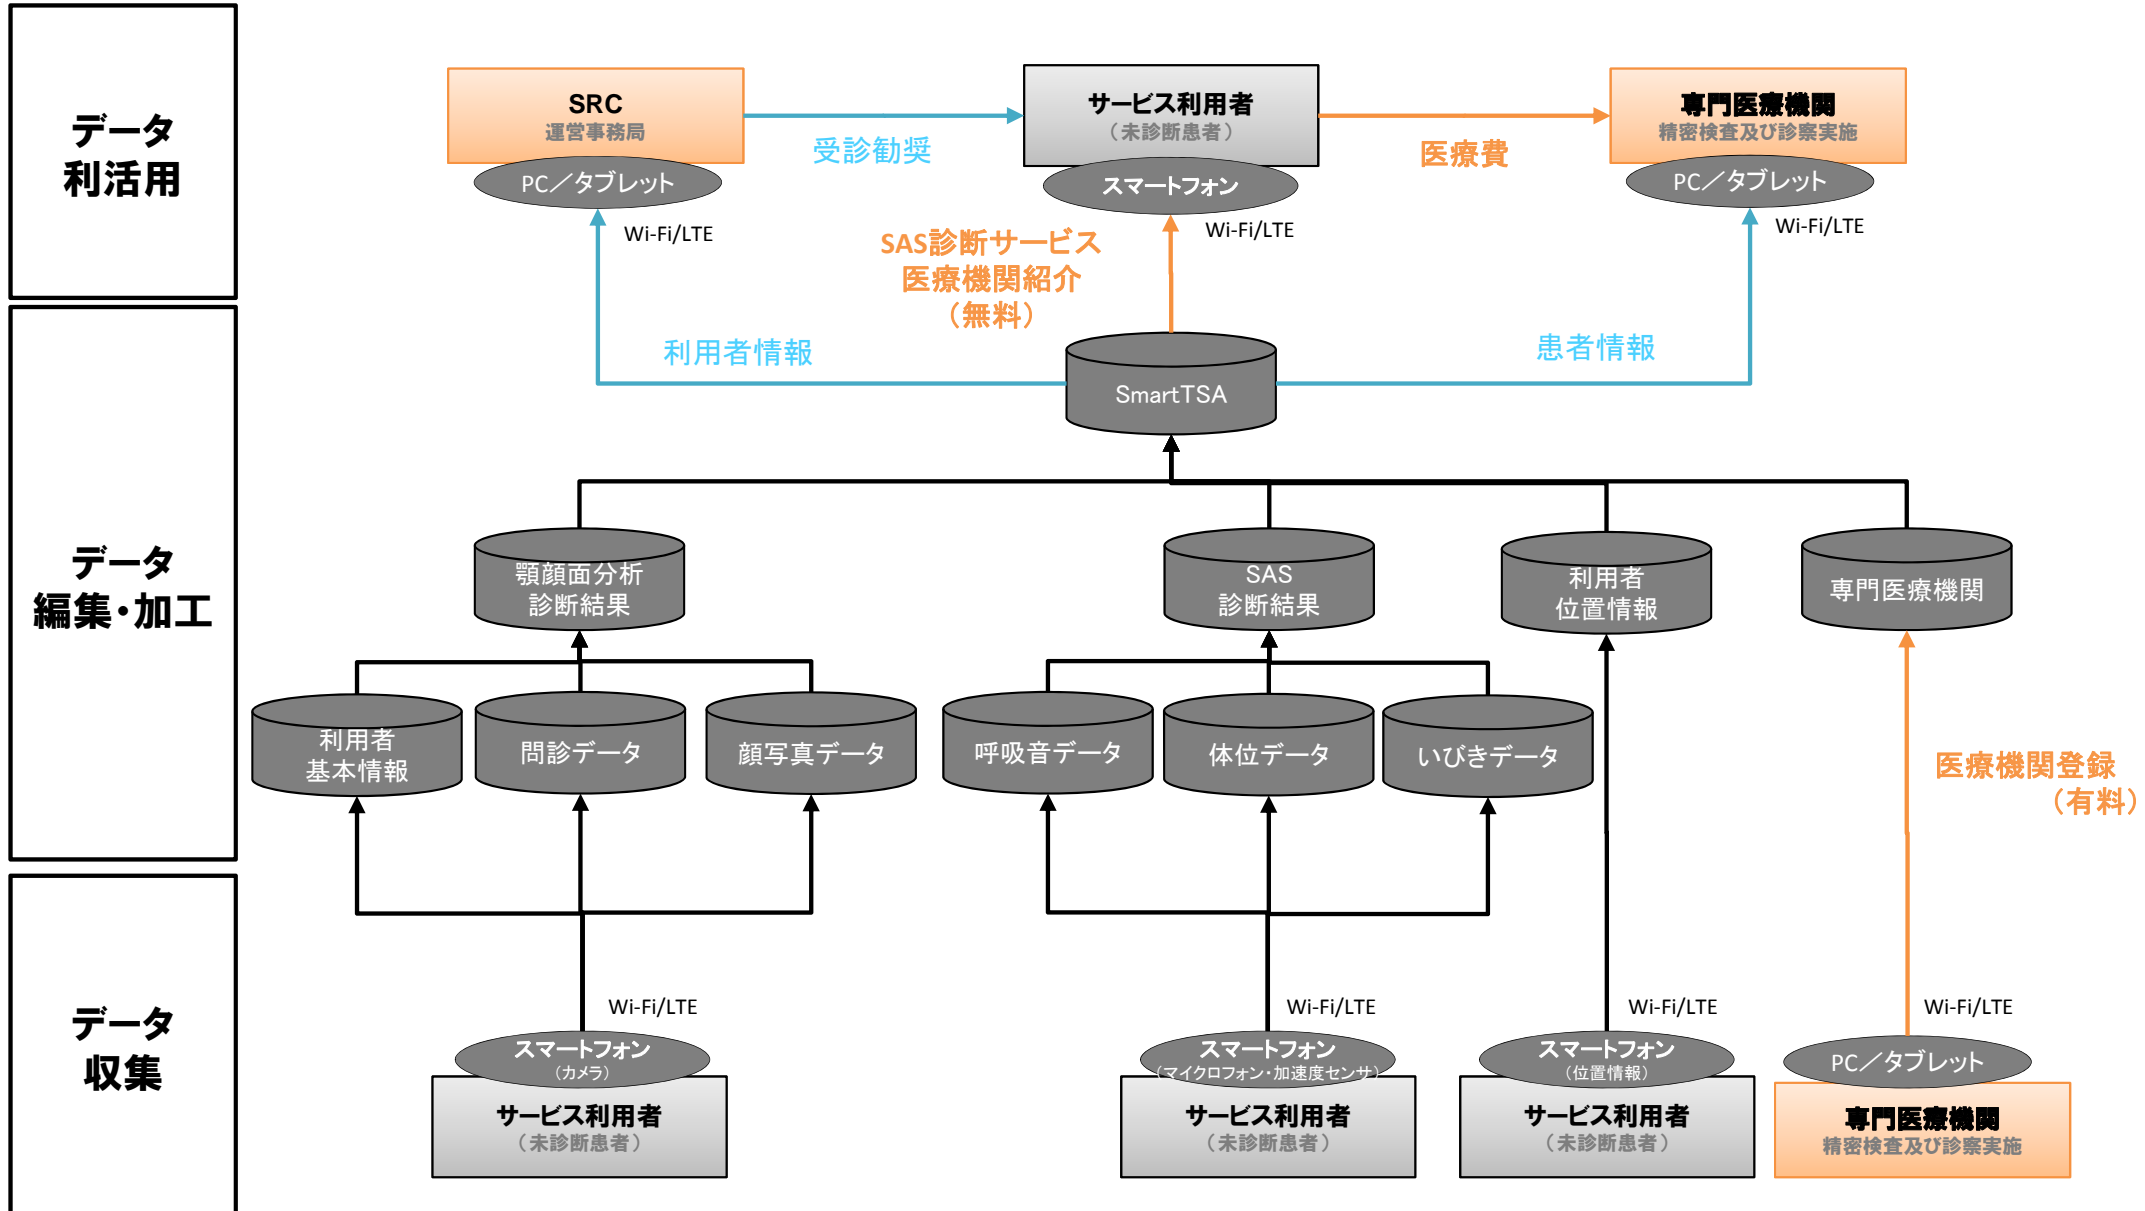 データ
利活用
SRC
運営事務局
PC／タブレット
Wi-Fi/LTE
受診勧奨
サービス利用者
（未診断患者）
スマートフォン
Wi-Fi/LTE
医療費
専門医療機関
精密検査及び診察実施
PC／タブレット
Wi-Fi/LTE
SAS診断サービス
医療機関紹介
（無料）
利用者情報
患者情報
SmartTSA
データ
編集・加工
顎顔面分析
診断結果
SAS
診断結果
利用者
位置情報
専門医療機関
利用者
基本情報
問診データ
顔写真データ
呼吸音データ
体位データ
いびきデータ
医療機関登録
（有料）
データ
収集
Wi-Fi/LTE
スマートフォン
（カメラ）
サービス利用者
（未診断患者）
Wi-Fi/LTE
スマートフォン
（マイクロフォン・加速度センサ）
サービス利用者
（未診断患者）
Wi-Fi/LTE
スマートフォン
（位置情報）
サービス利用者
（未診断患者）
Wi-Fi/LTE
PC／タブレット
専門医療機関
精密検査及び診察実施